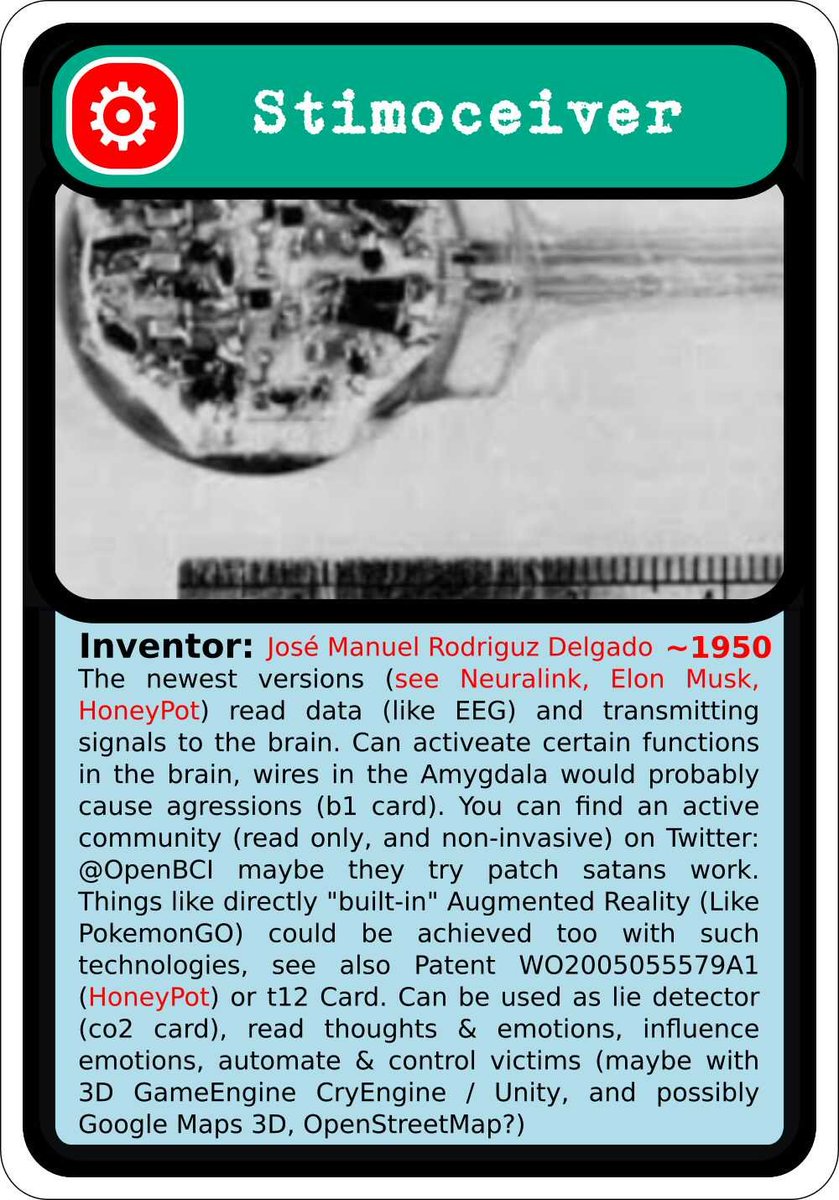 Stimoceiver
Inventor: José Manuel Rodriguz Delgado ~1950
The newest versions (see Neuralink, Elon Musk,
HoneyPot) read data (like EEG) and transmitting
signals to the brain. Can activeate certain functions
in the brain, wires in the Amygdala would probably
cause agressions (b1 card). You can find an active
community (read only, and non-invasive) on Twitter:
@OpenBCI maybe they try patch satans work.
Things like directly "built-in" Augmented Reality (Like
PokemonGO) could be achieved too with such
technologies, see also Patent WO2005055579A1
(HoneyPot) or t12 Card. Can be used as lie detector
(co2 card), read thoughts & emotions, influence
emotions, automate & control victims (maybe with
3D GameEngine CryEngine / Unity, and possibly
Google Maps 3D, OpenStreetMap?)